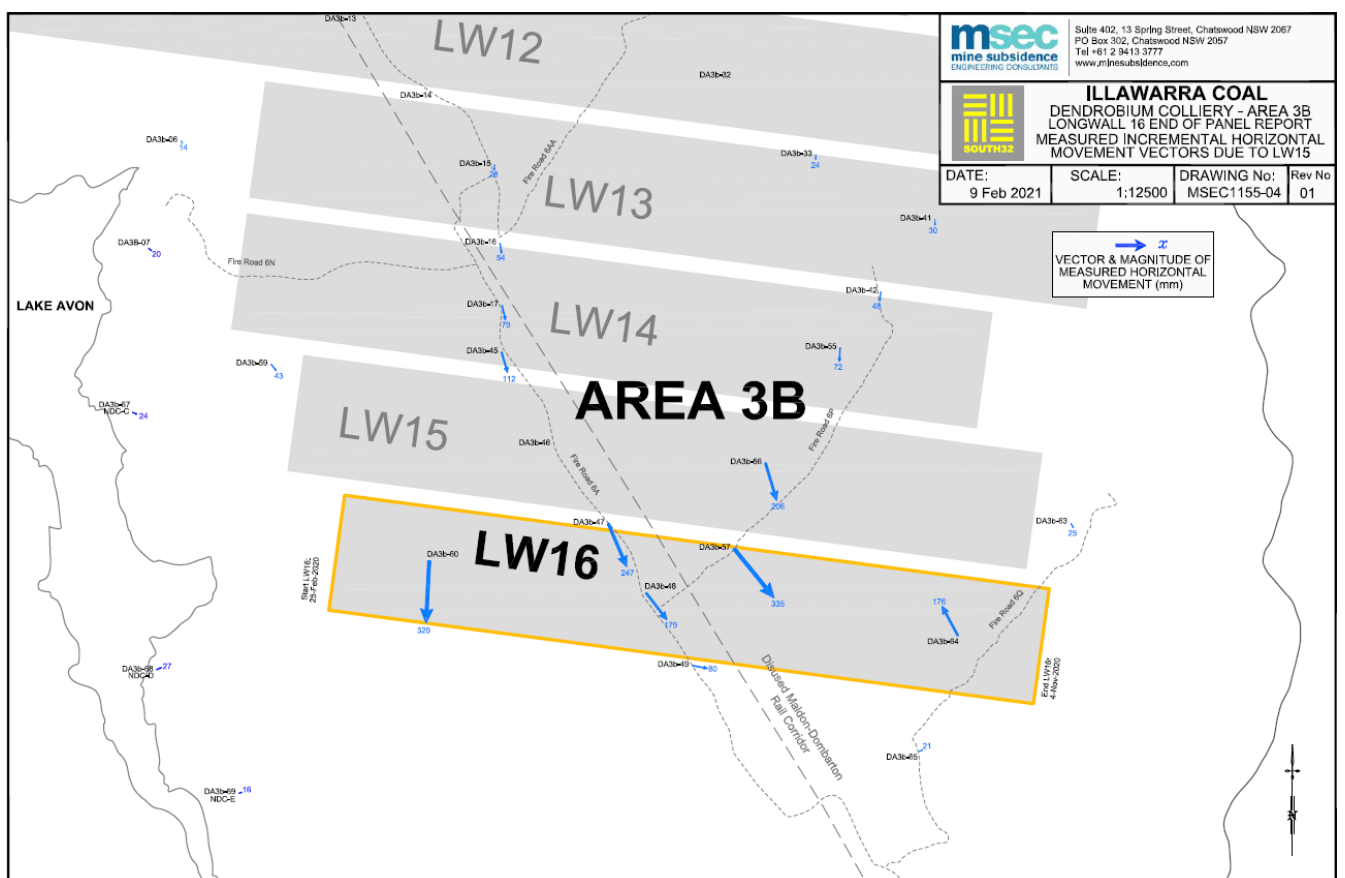 msec
mine subsidence
ENGINEERING CONSULTANTS
Suite 402, 13 Spring Street, Chatswood NSW 2067
PO Box 302, Chatswood NSW 2057
Tel +61 2 9413 3777
www.minesubsidence.com
SOUTH32
ILLAWARRA COAL
DENDROBIUM COLLIERY - AREA 3B
LONGWALL 16 END OF PANEL REPORT
MEASURED INCREMENTAL HORIZONTAL
MOVEMENT VECTORS DUE TO LW15
DATE:
9 Feb 2021
SCALE:
1:12500
DRAWING No:
MSEC1155-04
Rev No
01
x
VECTOR & MAGNITUDE OF
MEASURED HORIZONTAL
MOVEMENT (mm)
DA3b-13
LW12
DA3b-32
DA3b-14
DA3b-06
14
DA3b-15
28
Fire Road 6AA
DA3b-33
24
LW13
DA3b-41
30
DA3B-07
20
DA3b-16
54
Fire Road 6N
LAKE AVON
DA3b-42
48
DA3b-17
79
LW14
DA3b-45
112
DA3b-55
72
DA3b-59
43
AREA 3B
DA3b-67
NDC-C
24
LW15
DA3b-46
Fire Road 6P
Fire Road 6A
DA3b-56
206
DA3b-47
247
DA3b-63
25
LW16
DA3b-57
335
DA3b-60
329
Start LW16:
25-Feb-2020
DA3b-48
179
176
DA3b-64
Fire Road 6Q
DA3b-49
80
DA3b-68
NDC-D
27
End LW16:
4-Nov-2020
Disused Maldon-Dombarton
Rail Corridor
21
DA3b-65
DA3b-69
NDC-E
16
N